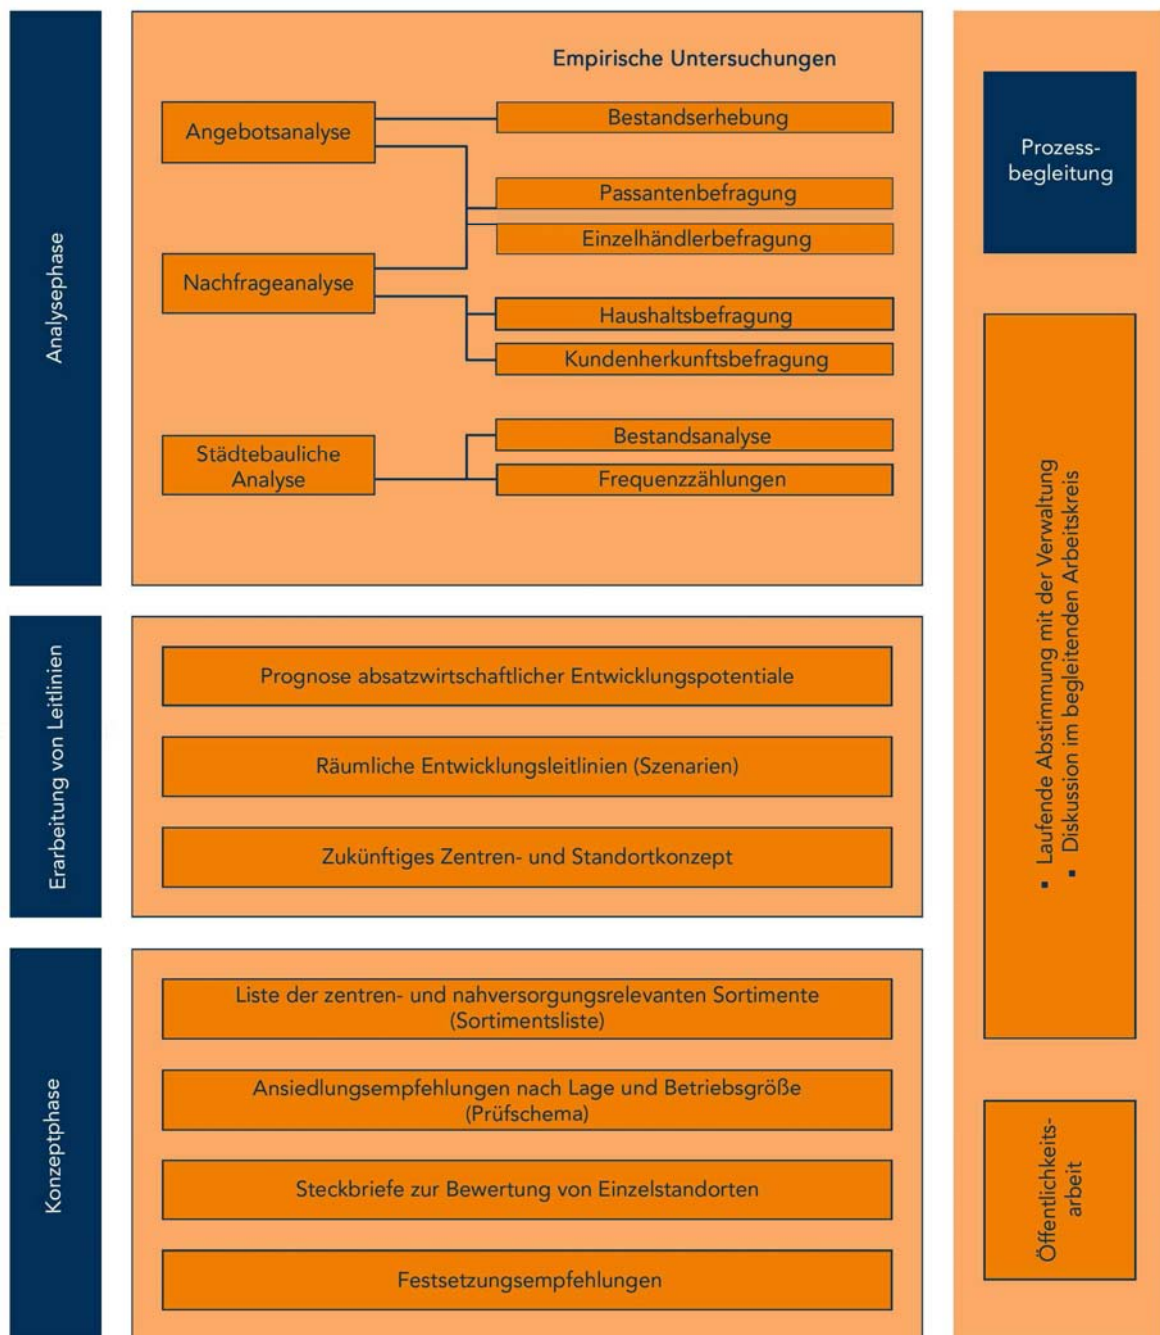 Analysephase
Empirische Untersuchungen
Angebotsanalyse
Bestandserhebung
Passantenbefragung
Einzelhändlerbefragung
Nachfrageanalyse
Haushaltsbefragung
Kundenherkunftsbefragung
Städtebauliche
Analyse
Bestandsanalyse
Frequenzzählungen
Erarbeitung von Leitlinien
Prognose absatzwirtschaftlicher Entwicklungspotentiale
Räumliche Entwicklungsleitlinien (Szenarien)
Zukünftiges Zentren- und Standortkonzept
Konzeptphase
Liste der zentren- und nahversorgungsrelevanten Sortimente
(Sortimentsliste)
Ansiedlungsempfehlungen nach Lage und Betriebsgröße
(Prüfschema)
Steckbriefe zur Bewertung von Einzelstandorten
Festsetzungsempfehlungen
Prozess-
begleitung
▪ Laufende Abstimmung mit der Verwaltung
▪ Diskussion im begleitenden Arbeitskreis
Öffentlichkeits-
arbeit